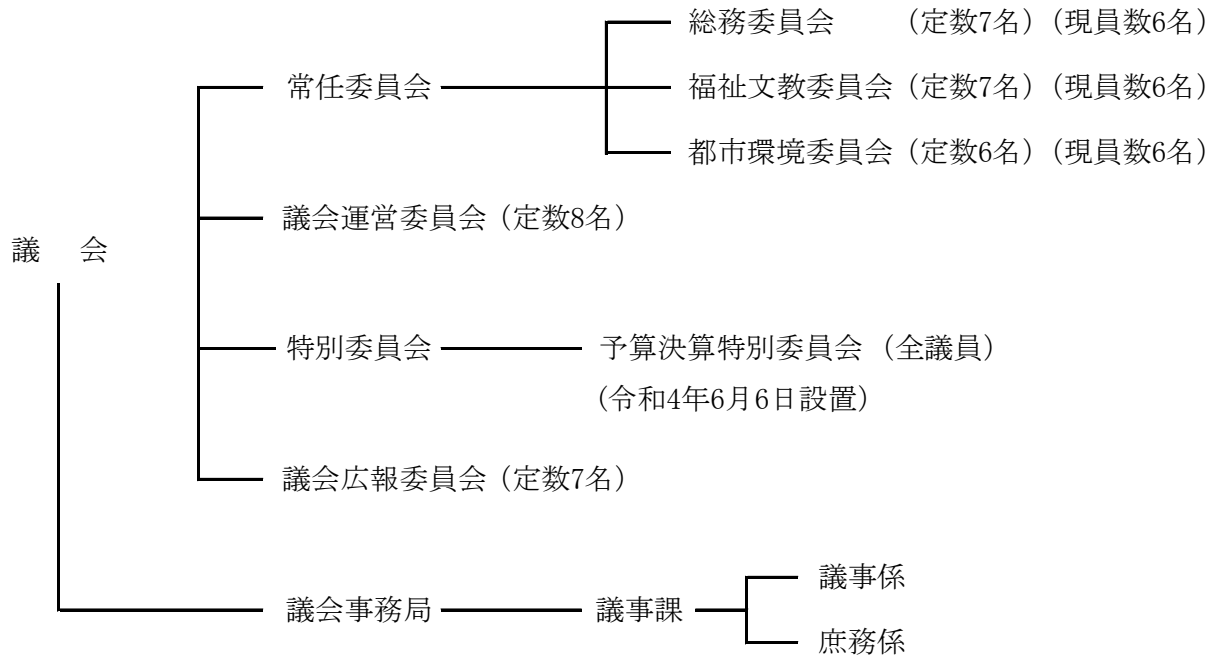 総務委員会 （定数7名）（現員数6名）
常任委員会 福祉文教委員会（定数7名）（現員数6名）
都市環境委員会（定数6名）（現員数6名）
議会運営委員会（定数8名）
議 会
特別委員会 予算決算特別委員会（全議員）
（令和4年6月6日設置）
議会広報委員会（定数7名）
議事係
議会事務局 議事課
庶務係